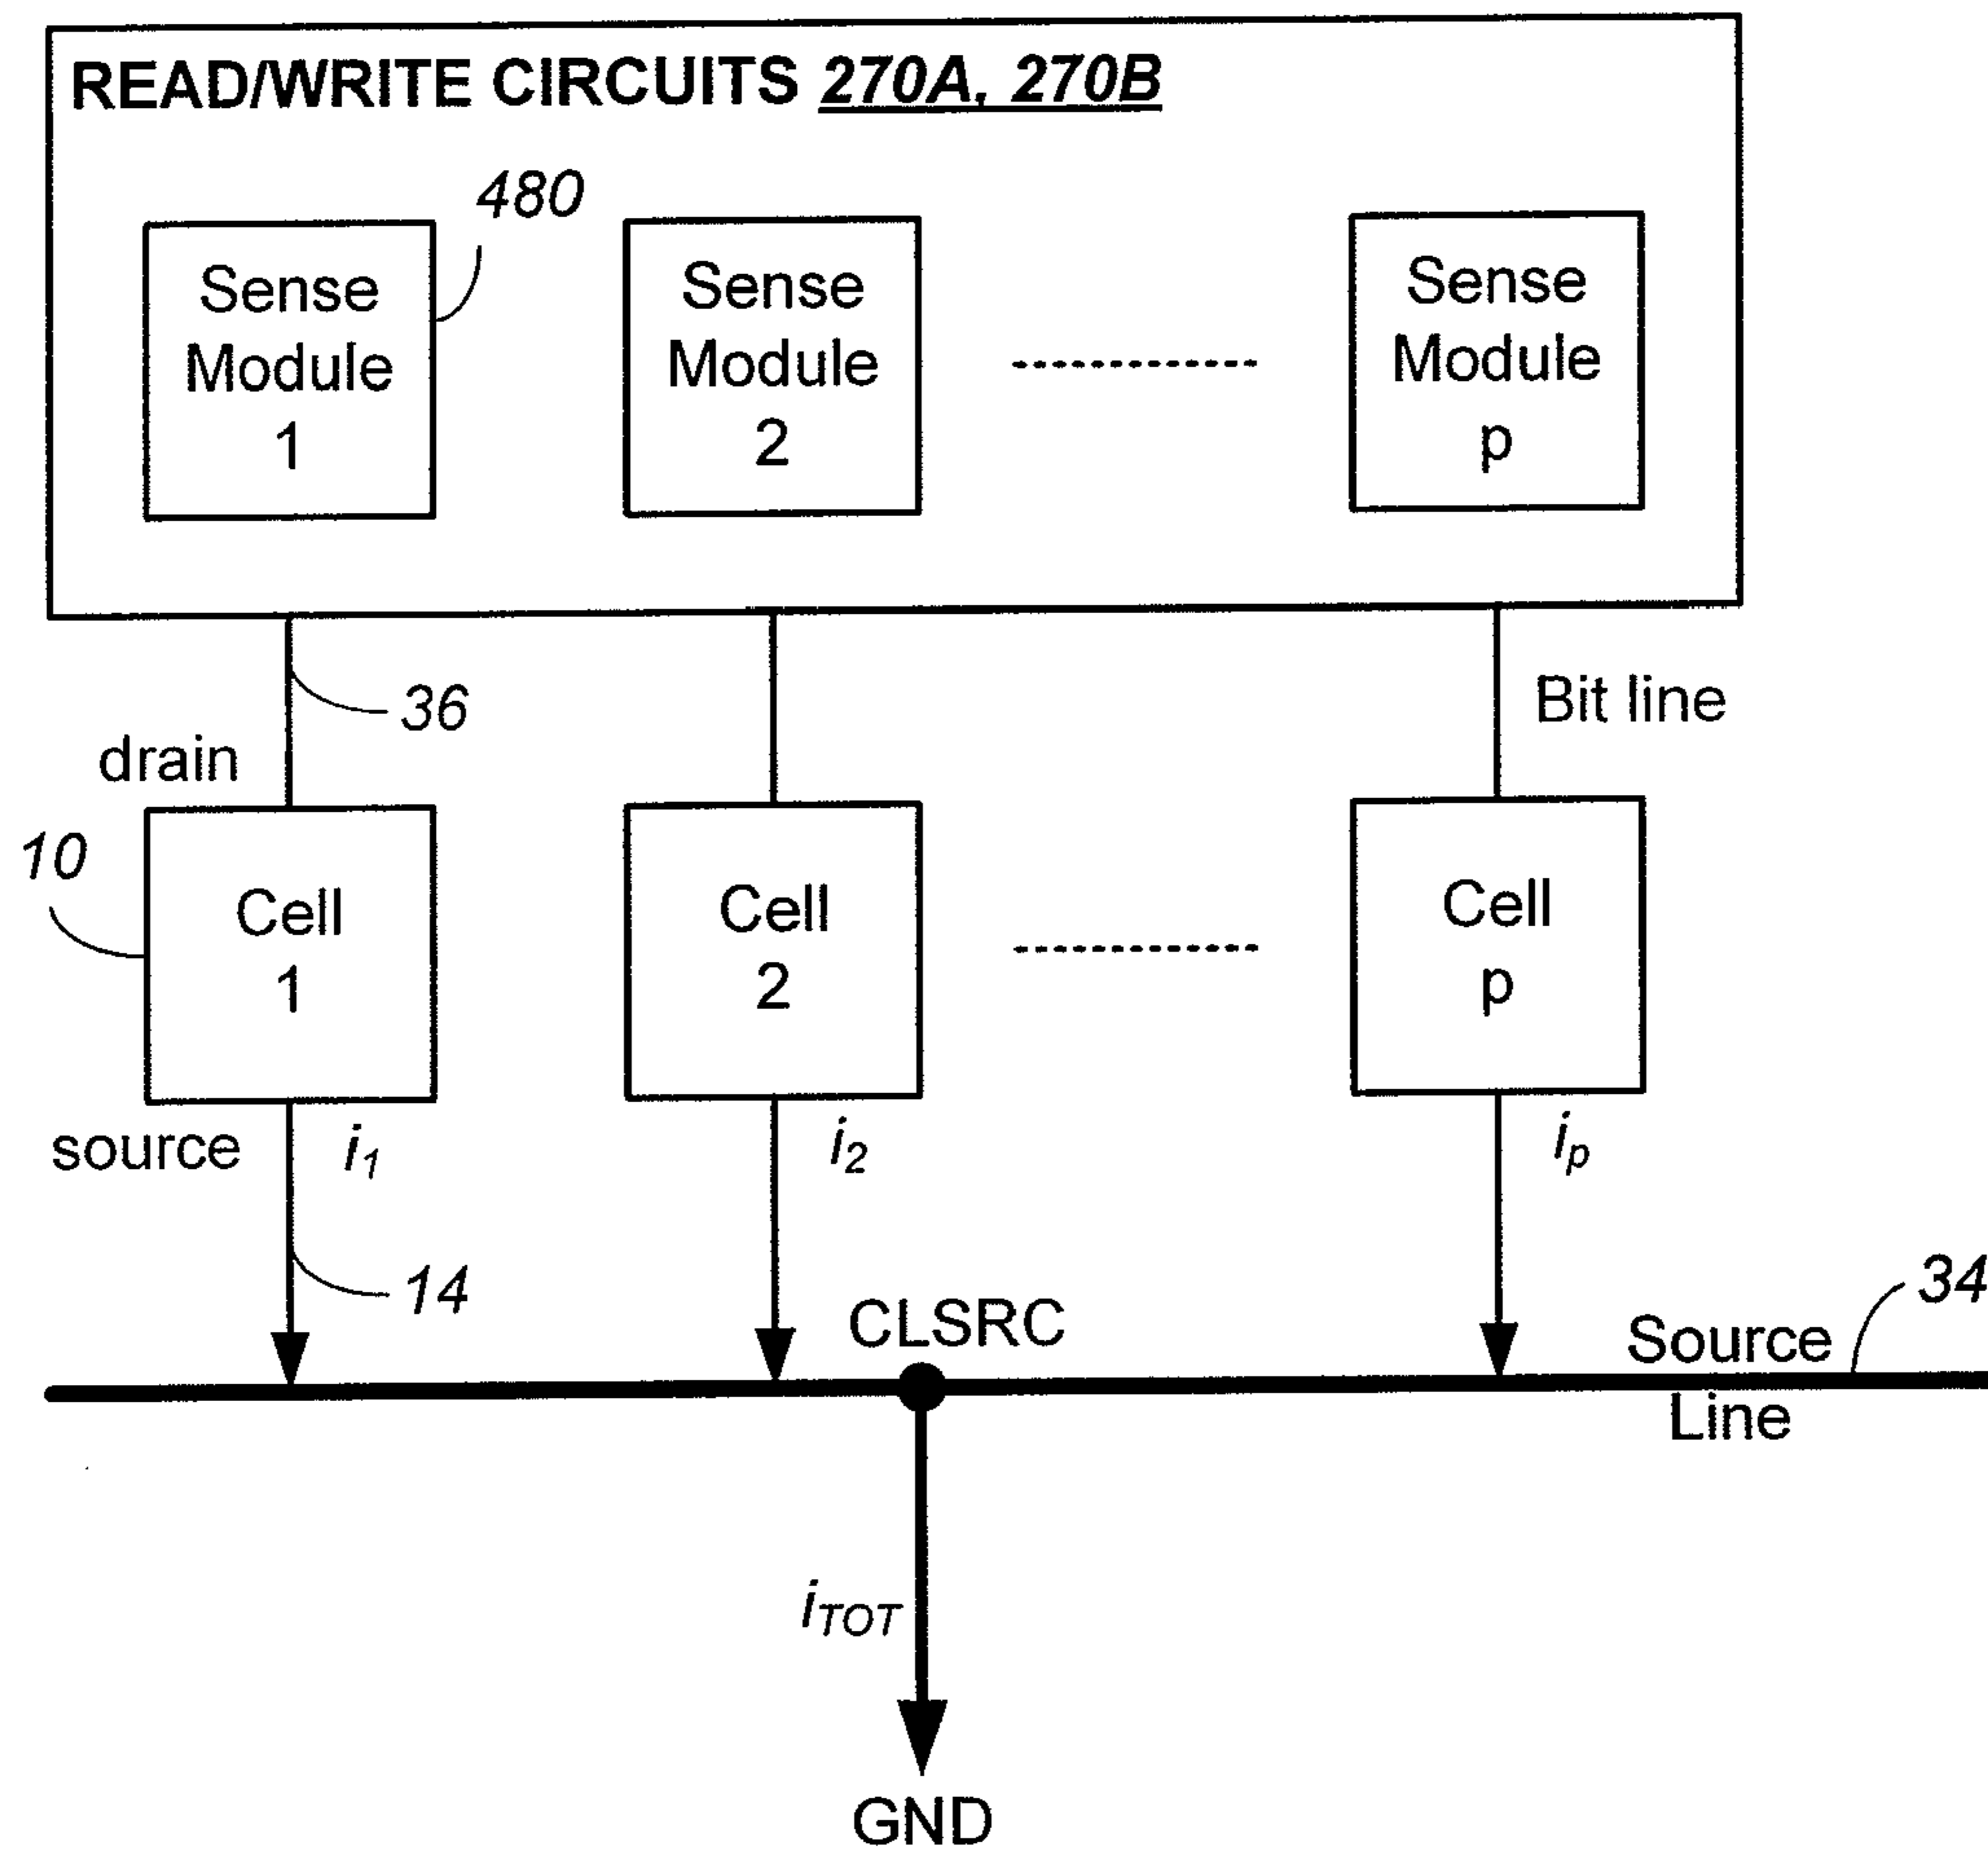 READ/WRITE CIRCUITS 270A, 270B
480
Sense
Module
1
Sense
Module
2
Sense
Module
p
36
drain
Bit line
10
Cell
1
Cell
2
Cell
p
source
i1
i2
ip
14
CLSRC
Source
Line
34
iTOT
GND